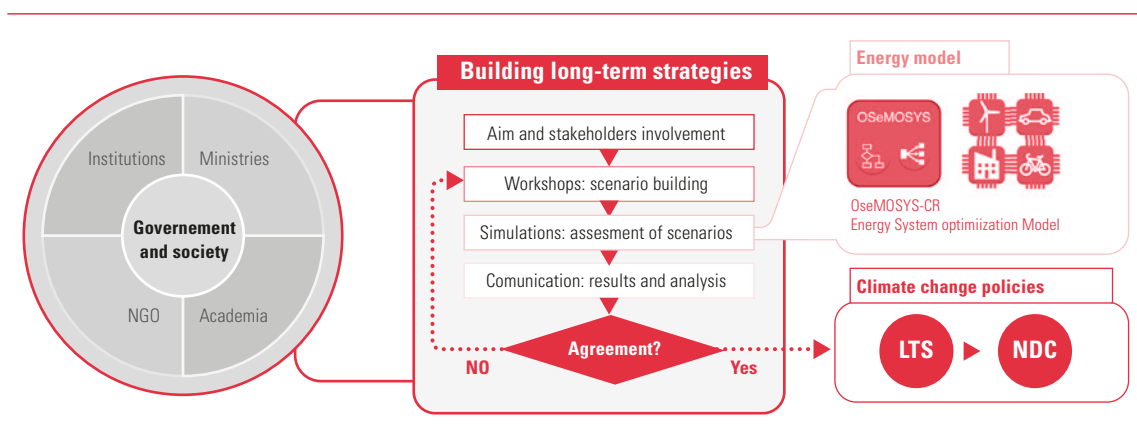 Institutions
Ministries
Governement
and society
NGO
Academia
Building long-term strategies
Aim and stakeholders involvement
Workshops: scenario building
Simulations: assesment of scenarios
Comunication: results and analysis
Agreement?
NO
Yes
Energy model
OSeMOSYS
OseMOSYS-CR
Energy System optimiization Model
Climate change policies
LTS
NDC